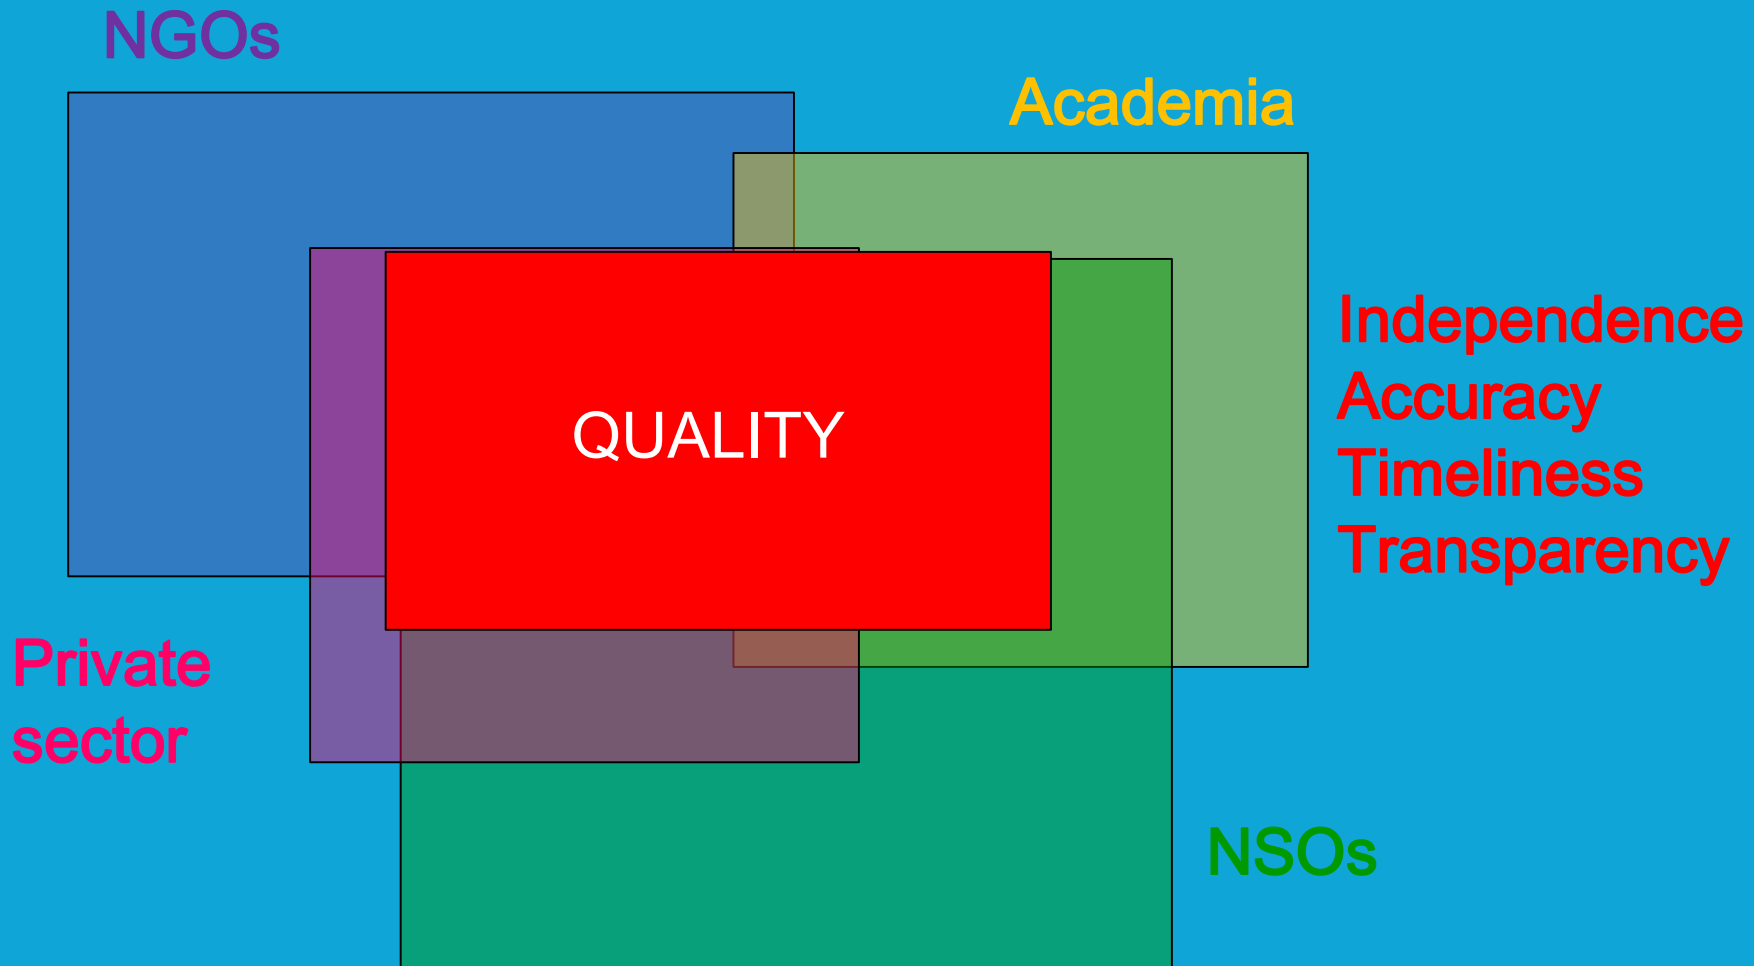 NGOs
Academia
Independence
Accuracy
Timeliness
Transparency
QUALITY
Private
sector
NSOs